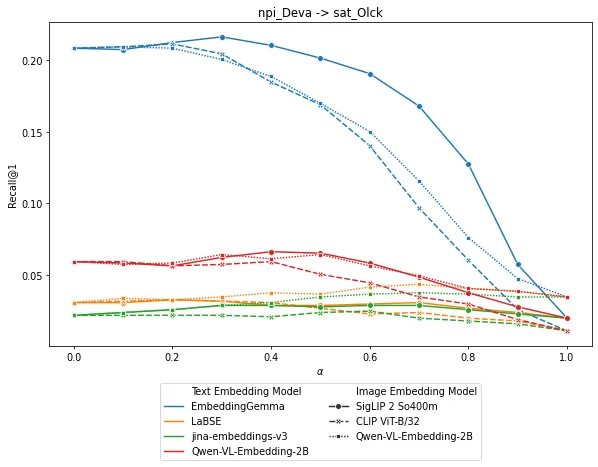 npi_Deva -> sat_Olck
Recall@1
0.20
0.15
0.10
0.05
0.0 0.2 0.4 0.6 0.8 1.0
α
Text Embedding Model Image Embedding Model
EmbeddingGemma SigLIP 2 So400m
LaBSE CLIP ViT-B/32
jina-embeddings-v3 Qwen-VL-Embedding-2B
Qwen-VL-Embedding-2B